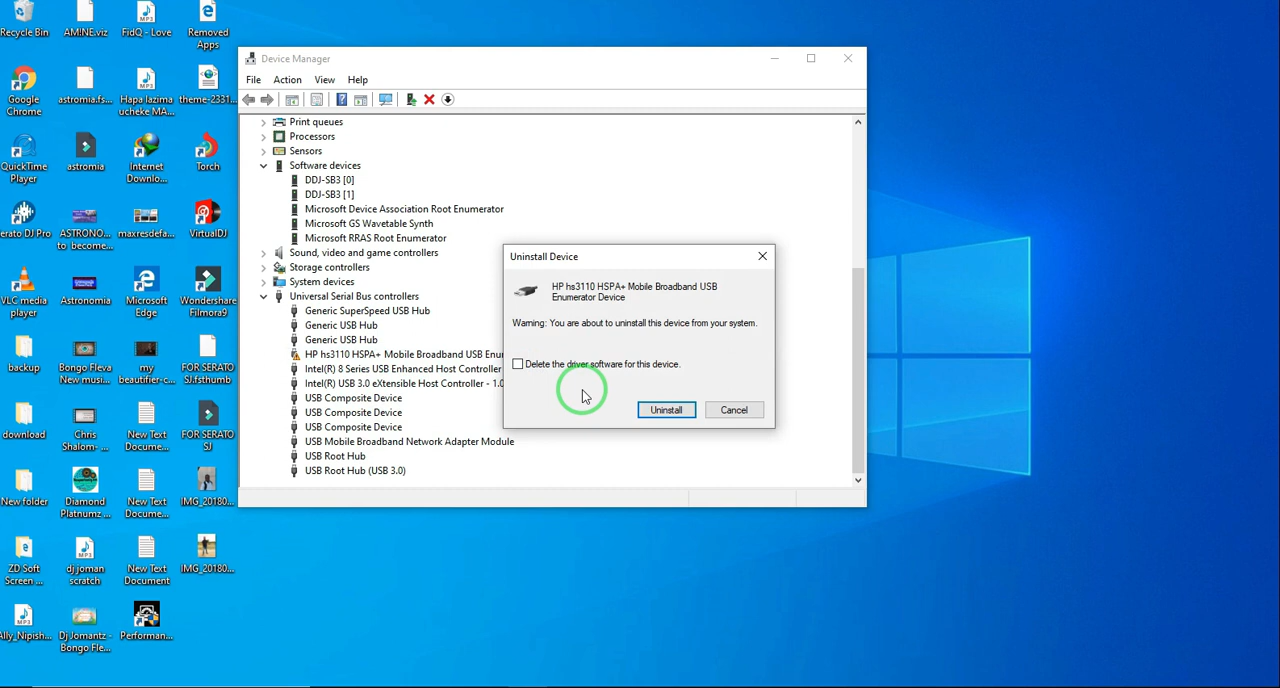 Recycle Bin
AM!NE.viz
FidQ - Love
Removed
Apps
Google
Chrome
astromia.fs...
Hapa lazima
ucheke MA...
theme-2331...
QuickTime
Player
astromia
Internet
Downlo...
Torch
erato DJ Pro
ASTRONO...
to_become...
maxresdefa...
VirtualDJ
VLC media
player
Astronomia
Microsoft
Edge
Wondershare
Filmora9
backup
Bongo Fleva
New musi...
my
beautifier-c...
FOR SERATO
SJ.fsthumb
download
Chris
Shalom- ...
New Text
Docume...
FOR SERATO
SJ
New folder
Diamond
Platnumz ...
New Text
Docume...
IMG_20180...
ZD Soft
Screen ...
dj joman
scratch
New Text
Document
IMG_20180...
Ally_Nipish...
Dj Jomantz -
Bongo Fle...
Performan...
Device Manager
File Action View Help
Print queues
Processors
Sensors
Software devices
DDJ-SB3 [0]
DDJ-SB3 [1]
Microsoft Device Association Root Enumerator
Microsoft GS Wavetable Synth
Microsoft RRAS Root Enumerator
Sound, video and game controllers
Storage controllers
System devices
Universal Serial Bus controllers
Generic SuperSpeed USB Hub
Generic USB Hub
Generic USB Hub
HP hs3110 HSPA+ Mobile Broadband USB Enu
Intel(R) 8 Series USB Enhanced Host Controller
Intel(R) USB 3.0 eXtensible Host Controller - 1.0
USB Composite Device
USB Composite Device
USB Composite Device
USB Mobile Broadband Network Adapter Module
USB Root Hub
USB Root Hub (USB 3.0)
Uninstall Device
HP hs3110 HSPA+ Mobile Broadband USB
Enumerator Device
Warning: You are about to uninstall this device from your system.
Delete the driver software for this device.
Uninstall Cancel